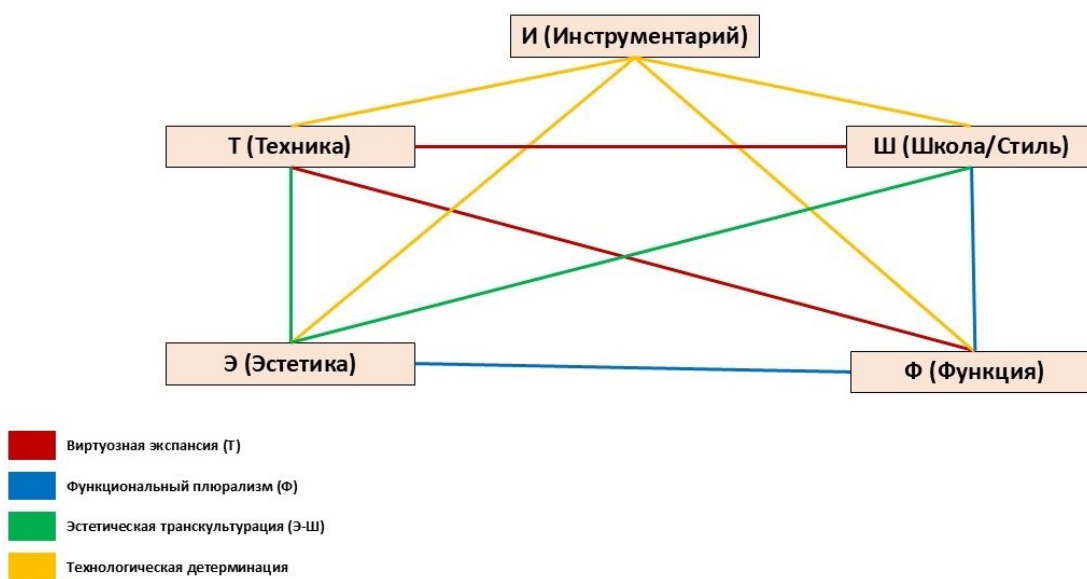 И (Инструментарий)
Т (Техника)
Ш (Школа/Стиль)
Э (Эстетика)
Ф (Функция)
Виртуозная экспансия (Т)
Функциональный плюрализм (Ф)
Эстетическая транскультурация (Э-Ш)
Технологическая детерминация